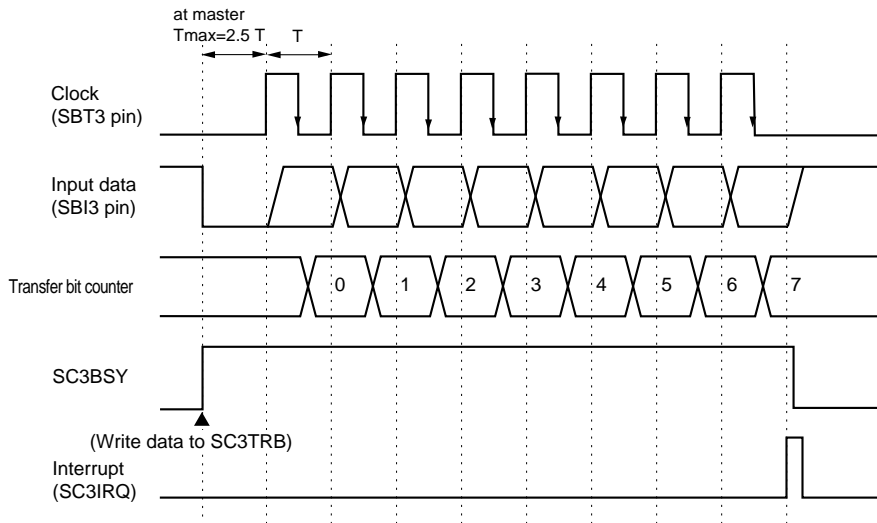 at master
Tmax=2.5 T
T
Clock
(SBT3 pin)
Input data
(SBI3 pin)
Transfer bit counter
0 1 2 3 4 5 6 7
SC3BSY
(Write data to SC3TRB)
Interrupt
(SC3IRQ)